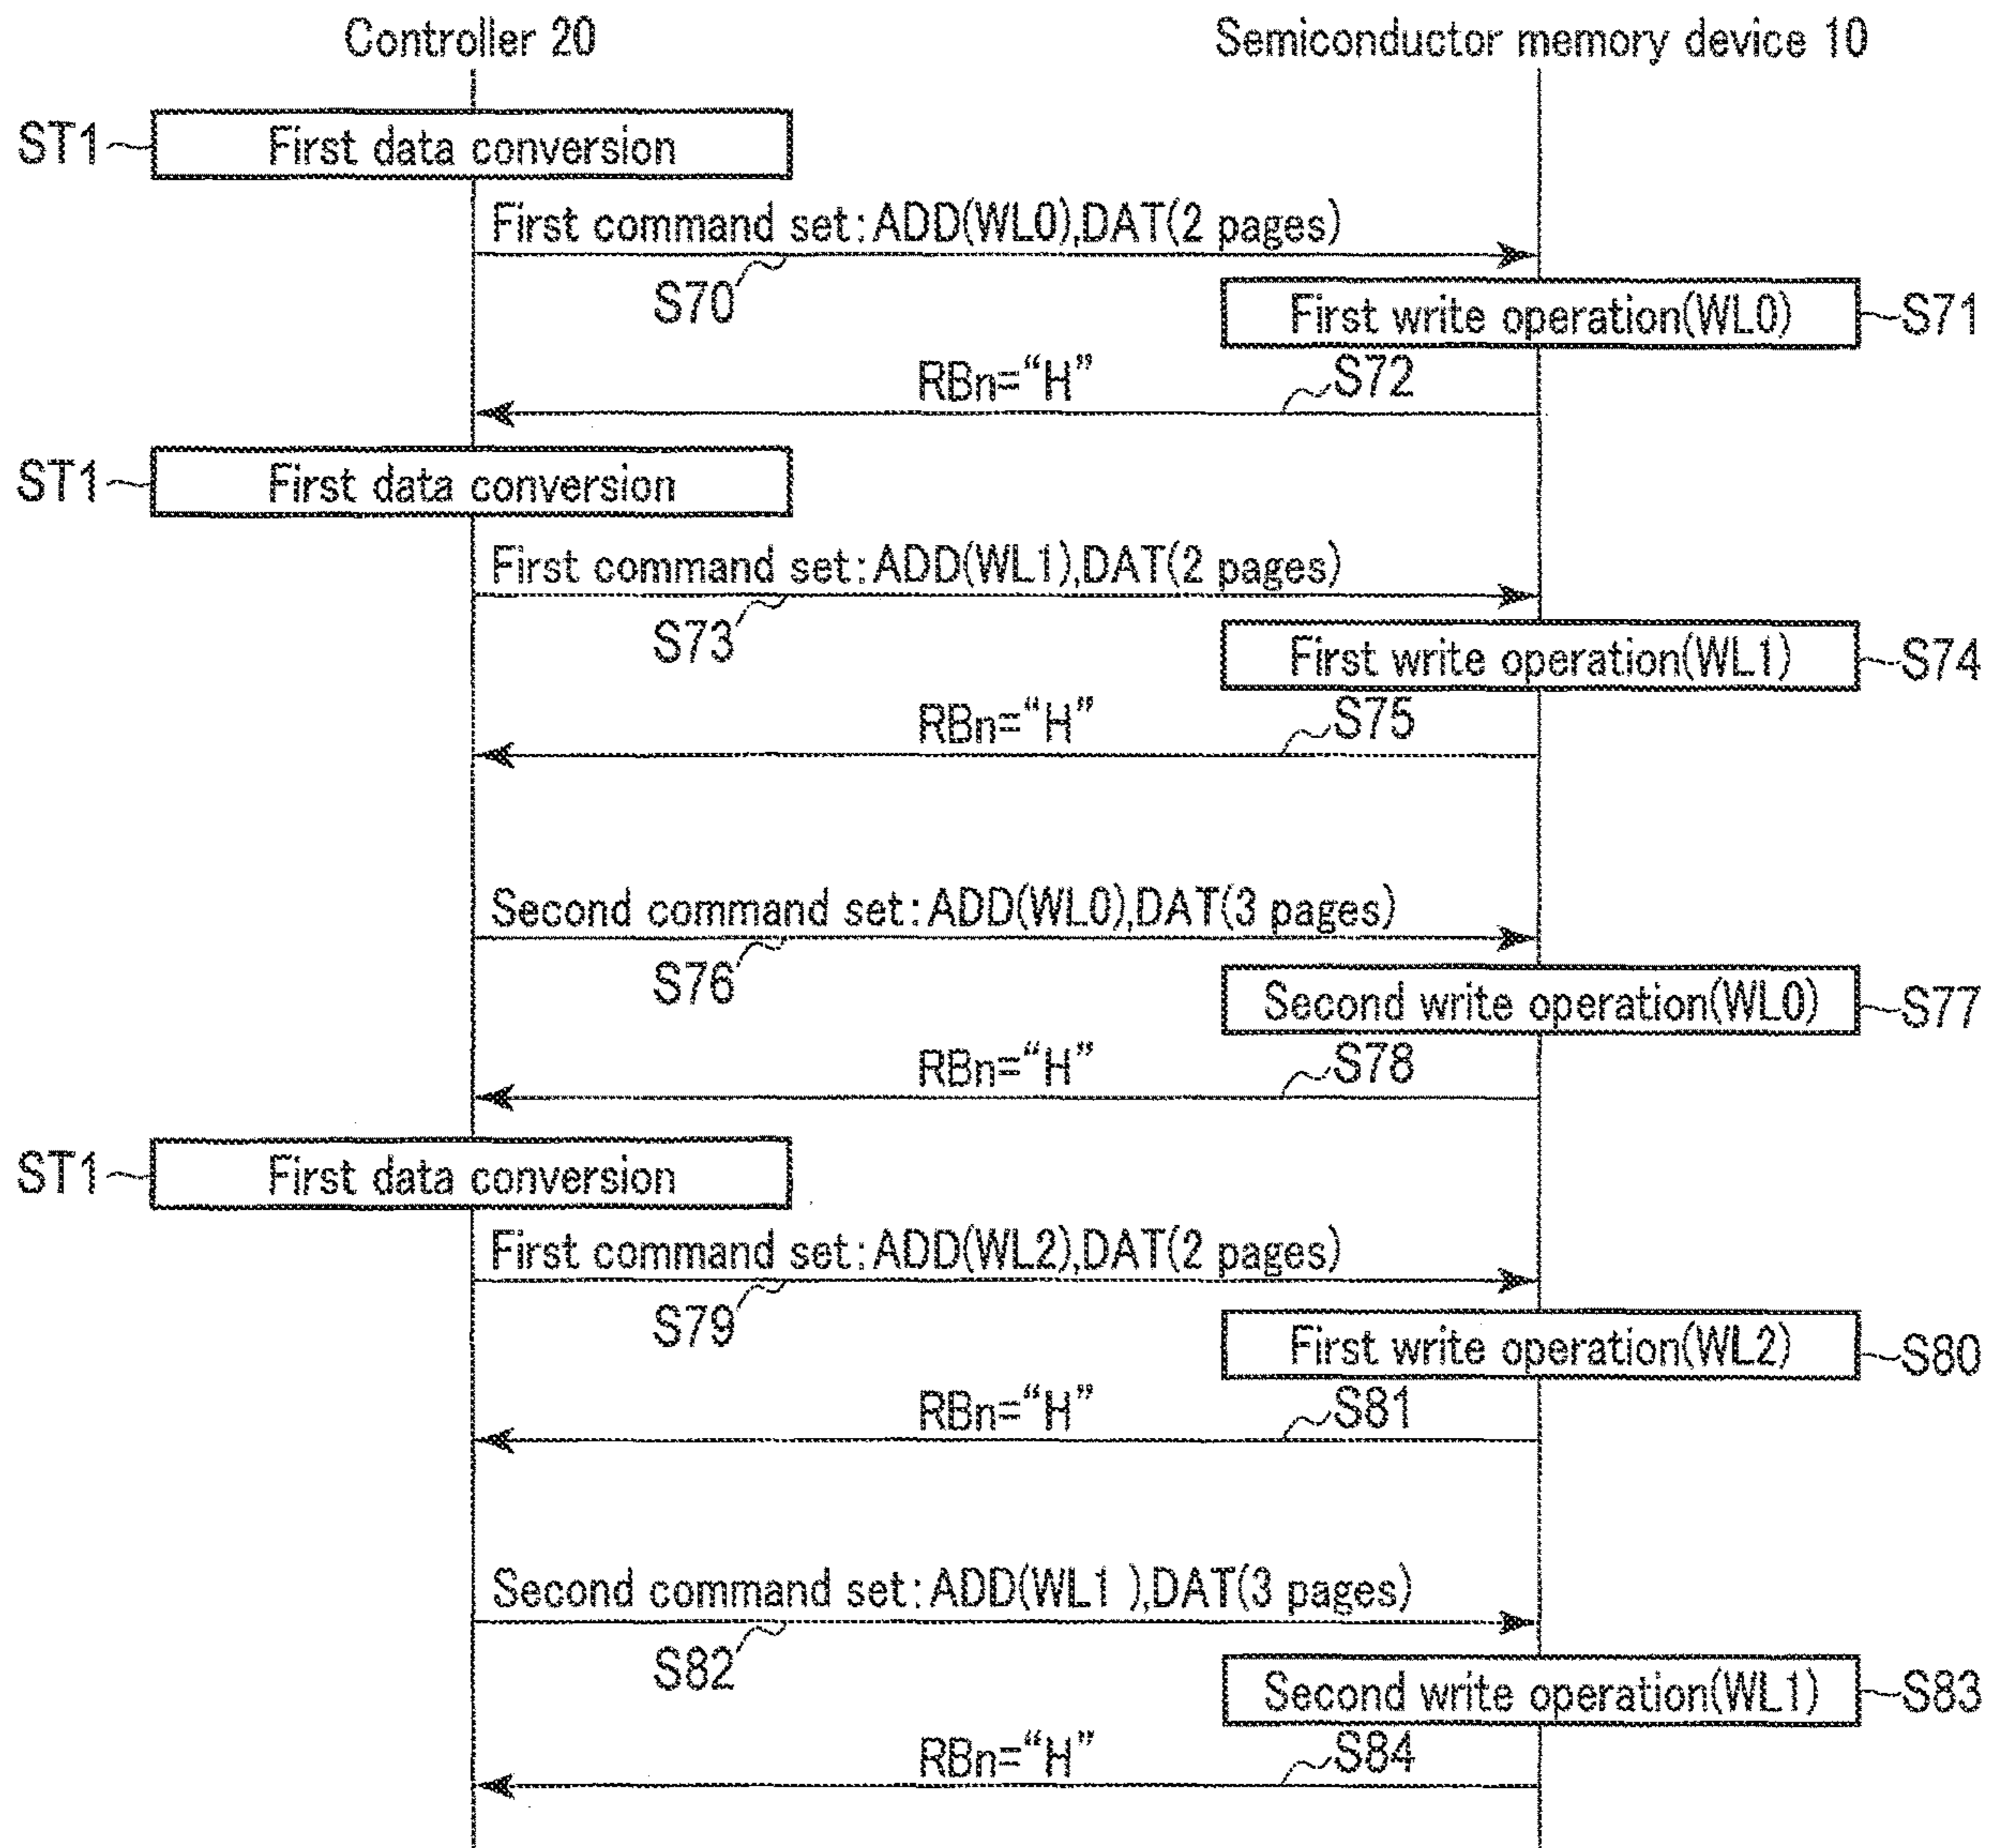 Controller 20
Semiconductor memory device 10
ST1
First data conversion
First command set:ADD(WL0),DAT(2 pages)
S70
First write operation(WL0)
S71
RBn=“H”
S72
ST1
First data conversion
First command set:ADD(WL1),DAT(2 pages)
S73
First write operation(WL1)
S74
RBn=“H”
S75
Second command set:ADD(WL0),DAT(3 pages)
S76
Second write operation(WL0)
S77
RBn=“H”
S78
ST1
First data conversion
First command set:ADD(WL2),DAT(2 pages)
S79
First write operation(WL2)
S80
RBn=“H”
S81
Second command set:ADD(WL1 ),DAT(3 pages)
S82
Second write operation(WL1)
S83
RBn=“H”
S84